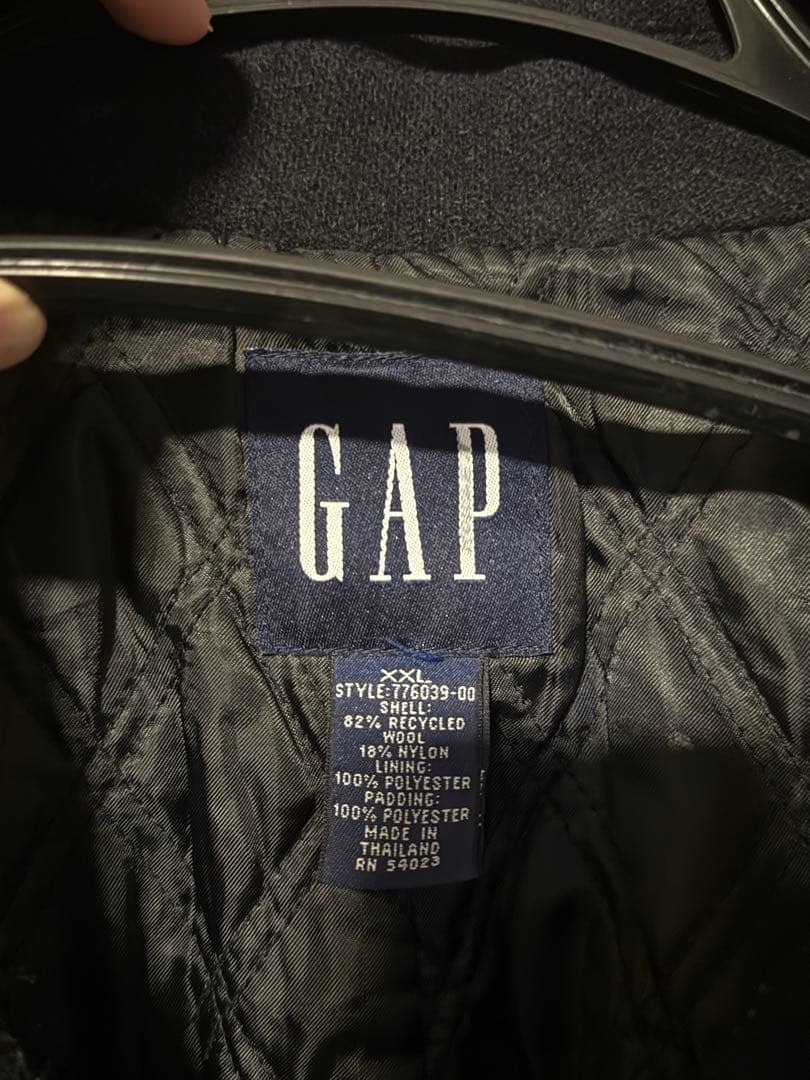 GAP
XXL
STYLE:776039-00
SHELL:
82% RECYCLED
WOOL
18% NYLON
LINING:
100% POLYESTER
PADDING:
100% POLYESTER
MADE IN
THAILAND
RN 54023